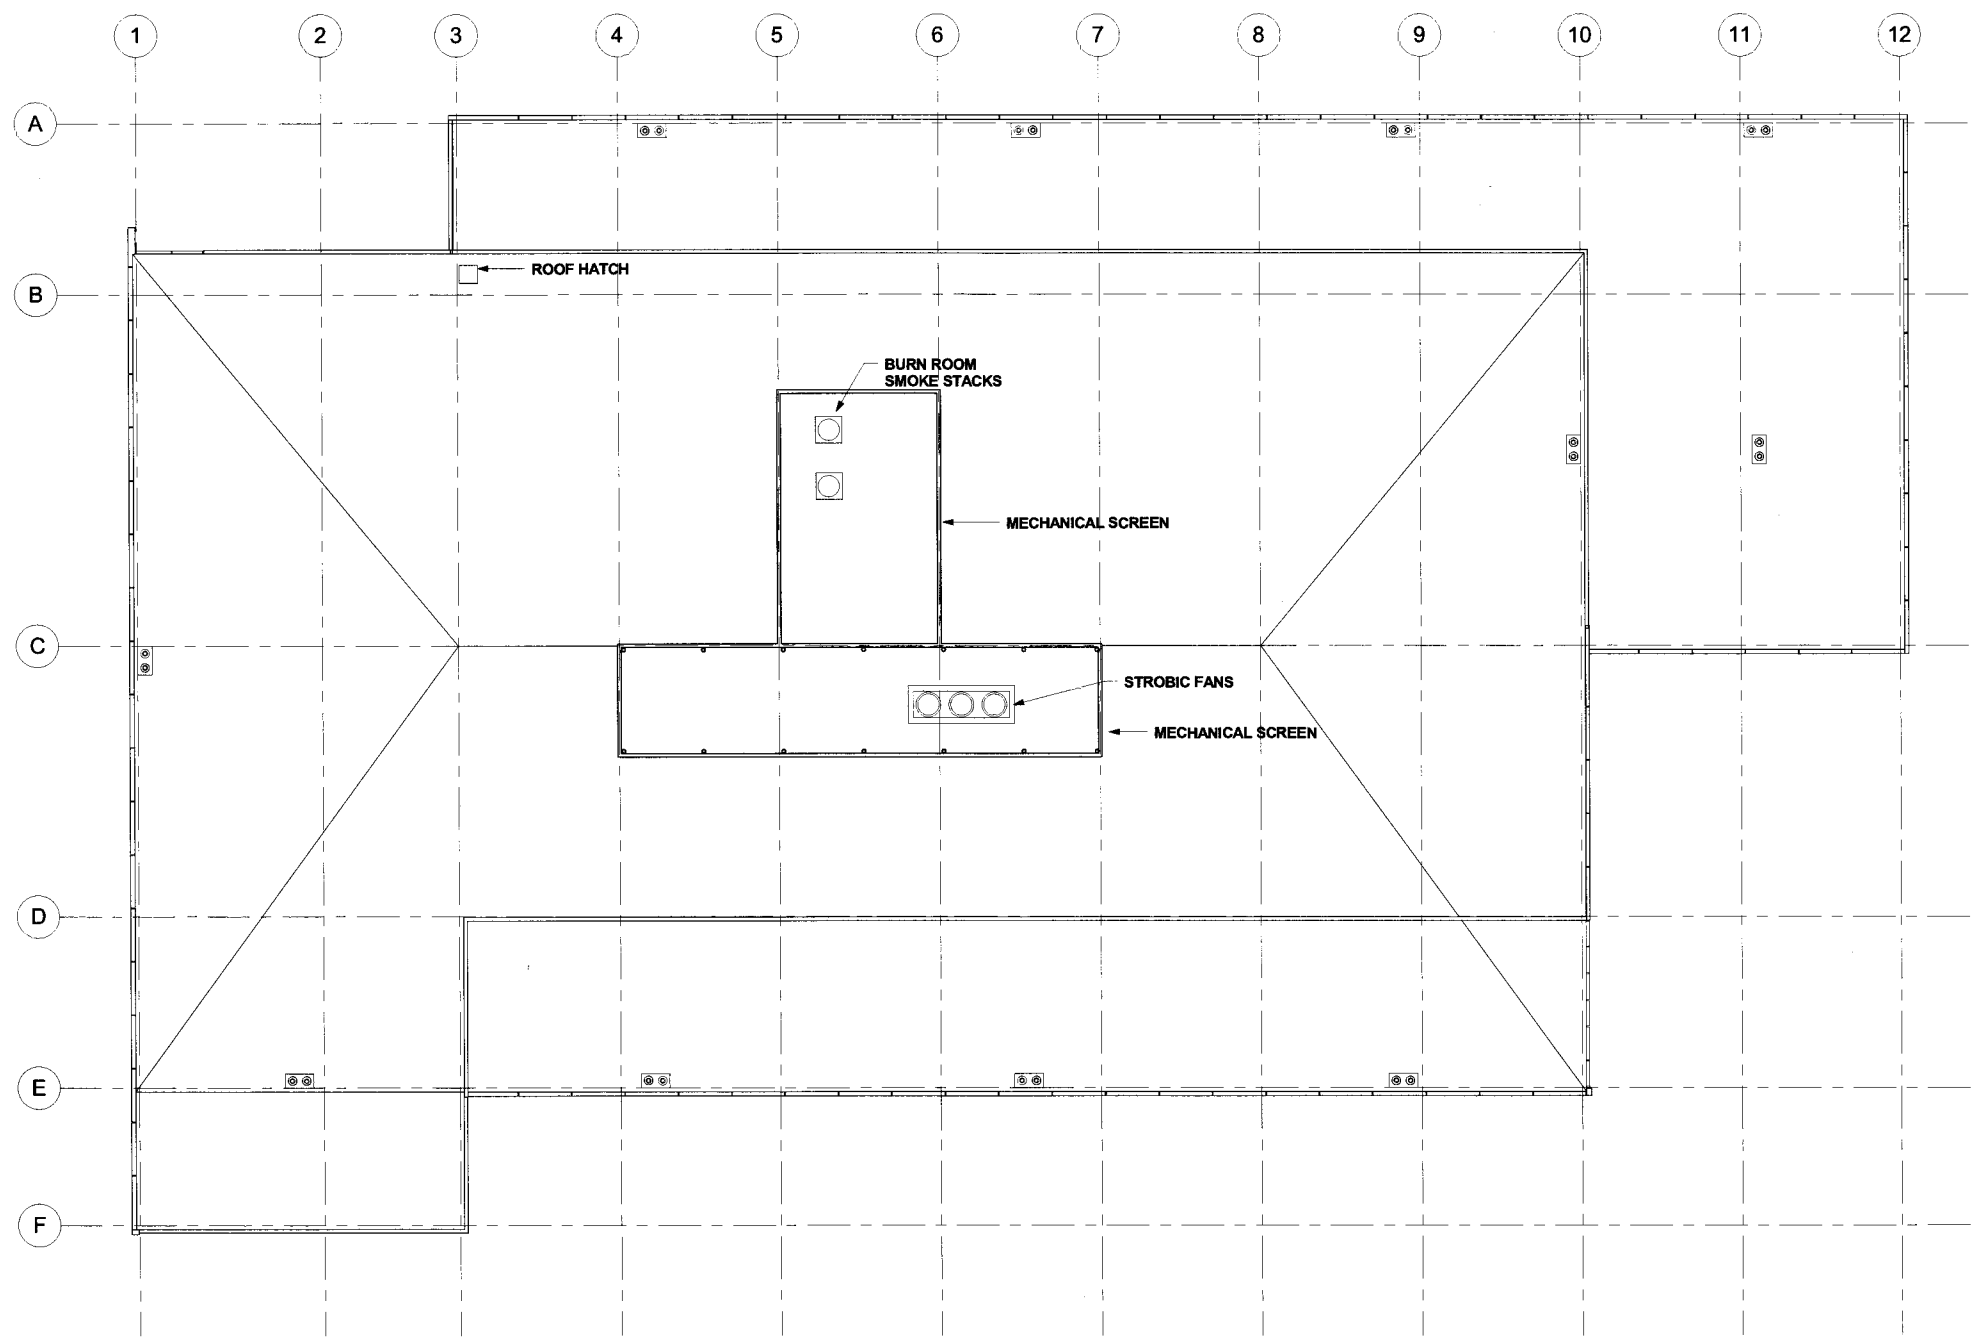 1 2 3 4 5 6 7 8 9 10 11 12
A
B
ROOF HATCH
BURN ROOM
SMOKE STACKS
MECHANICAL SCREEN
C
STROBIC FANS
MECHANICAL SCREEN
D
E
F